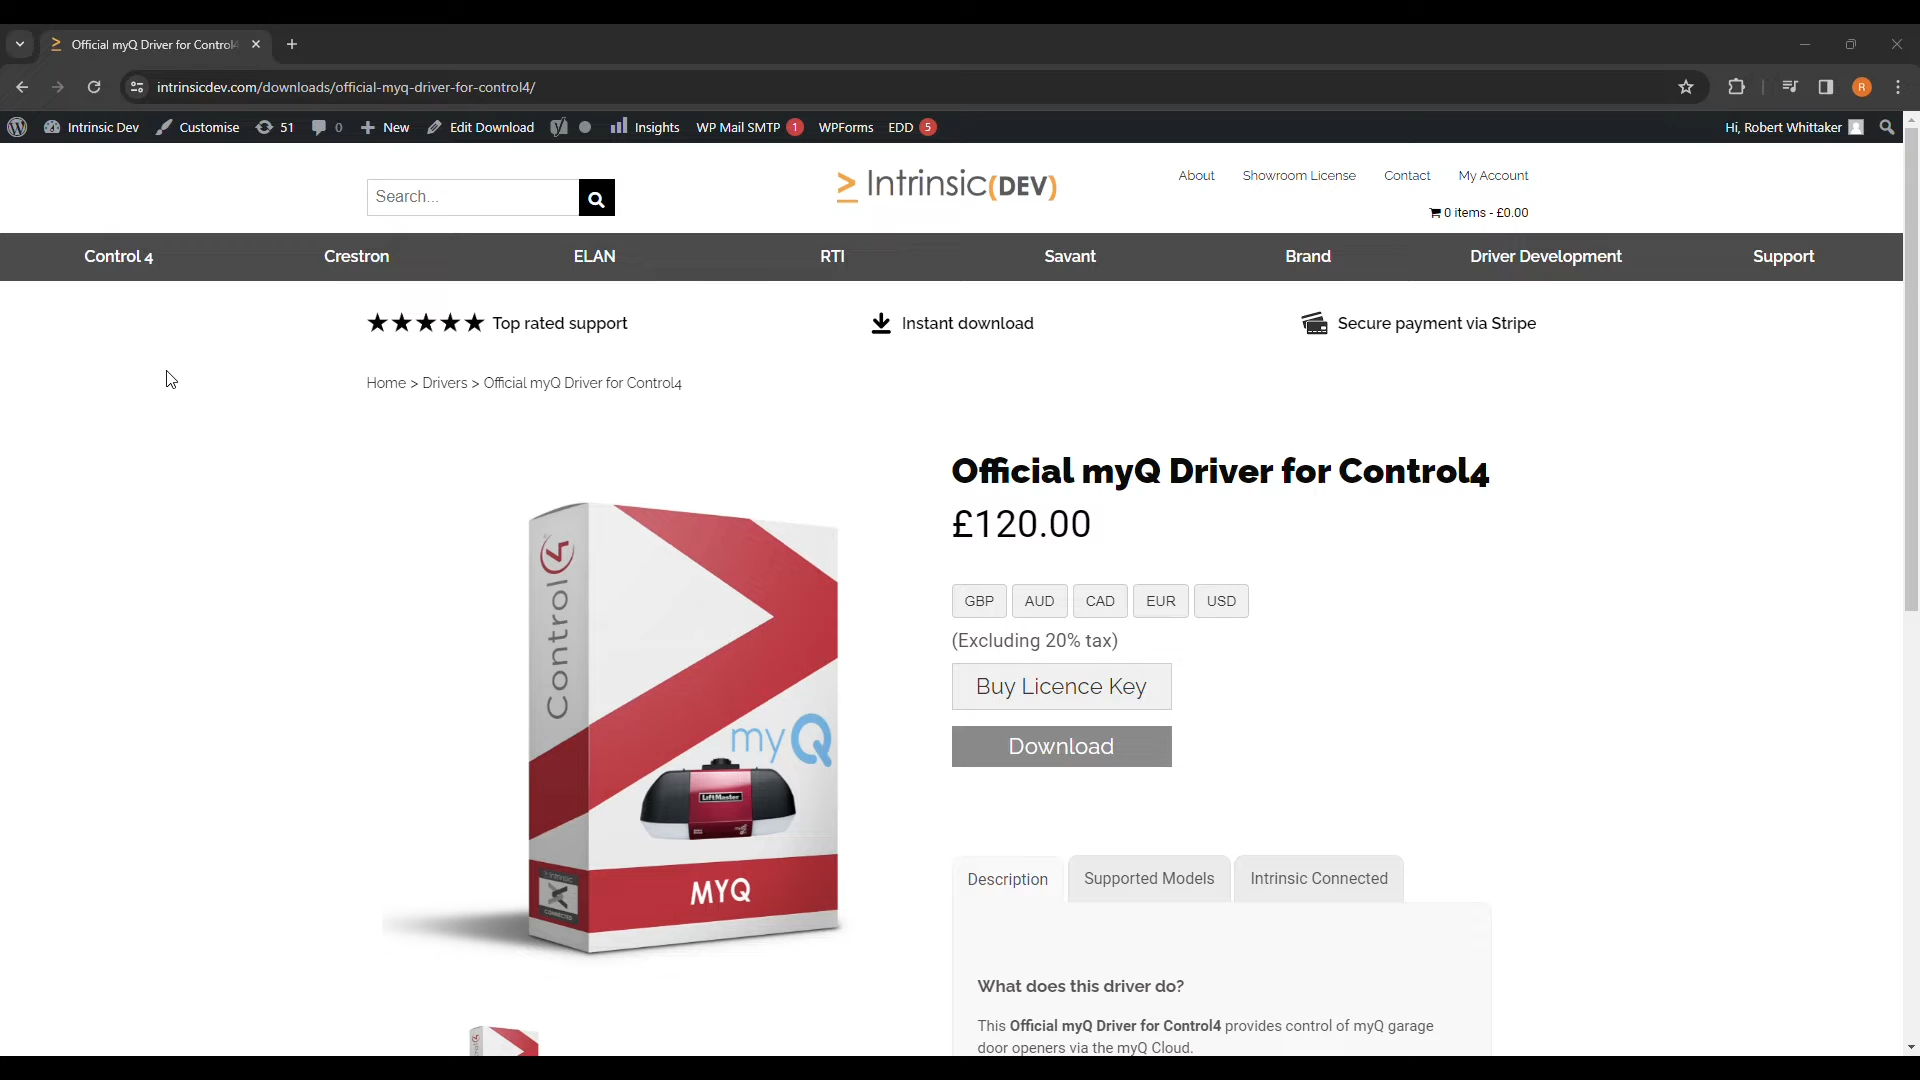 Official myQ Driver for Control4
intrinsicdev.com/downloads/official-myq-driver-for-control4/
R
Intrinsic Dev
Customise
51
0
New
Edit Download
Insights
WP Mail SMTP 1
WPForms
EDD 5
Hi, Robert Whittaker
Search...
Intrinsic(DEV)
About
Showroom License
Contact
My Account
0 items - £0.00
Control 4
Crestron
ELAN
RTI
Savant
Brand
Driver Development
Support
Top rated support
Instant download
Secure payment via Stripe
Home > Drivers > Official myQ Driver for Control4
Control4
myQ
LiftMaster
MYQ
INTRINSIC
CONNECTED
Official myQ Driver for Control4
£120.00
GBP
AUD
CAD
EUR
USD
(Excluding 20% tax)
Buy Licence Key
Download
Description
Supported Models
Intrinsic Connected
What does this driver do?
This Official myQ Driver for Control4 provides control of myQ garage
door openers via the myQ Cloud.